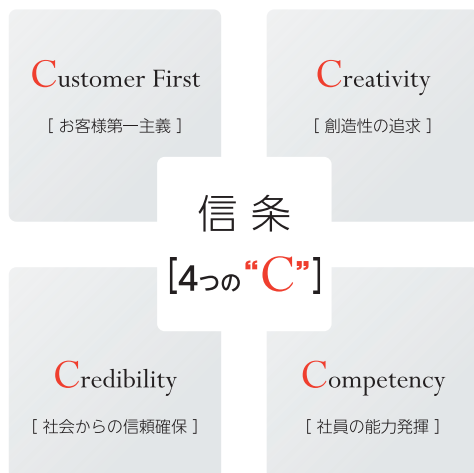 Customer First
[ お客様第一主義 ]
Creativity
[ 創造性の追求 ]
信条
[4つの“C”]
Credibility
[ 社会からの信頼確保 ]
Competency
[ 社員の能力発揮 ]